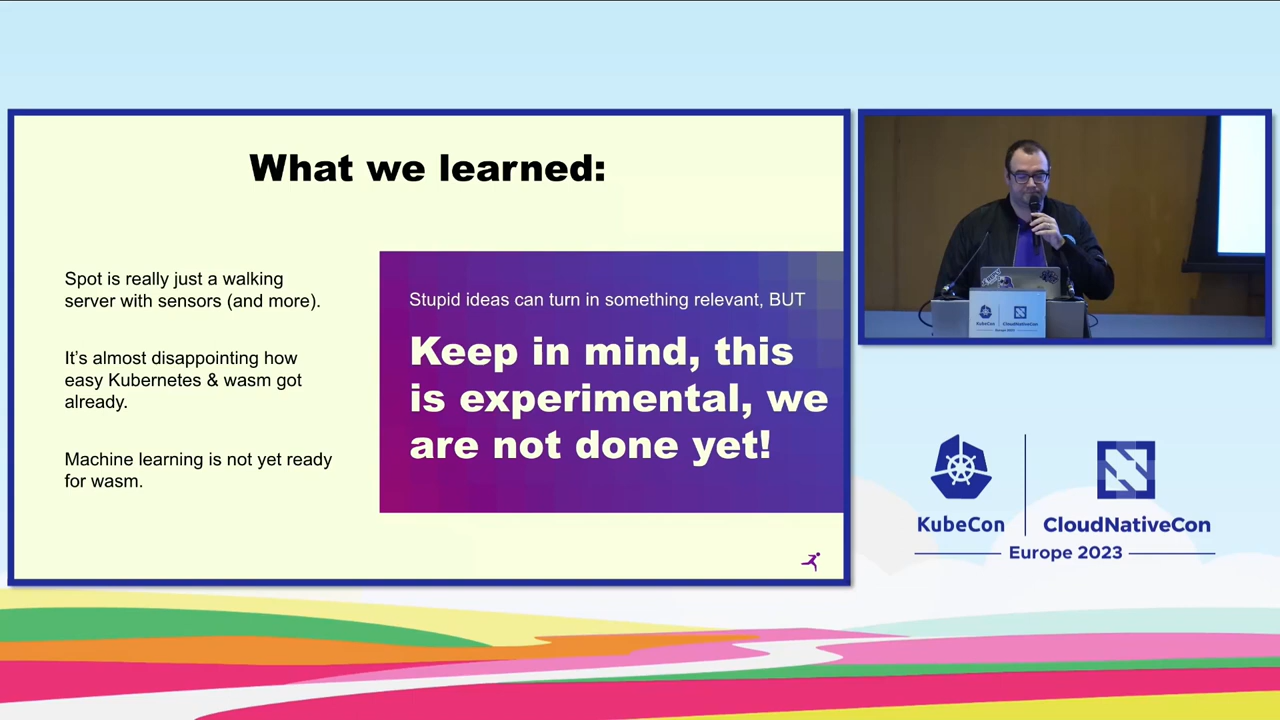 What we learned:
Spot is really just a walking
server with sensors (and more).
It's almost disappointing how
easy Kubernetes & wasm got
already.
Machine learning is not yet ready
for wasm.
Stupid ideas can turn in something relevant, BUT
Keep in mind, this
is experimental, we
are not done yet!
KubeCon
CloudNativeCon
KubeCon
CloudNativeCon
Europe 2023